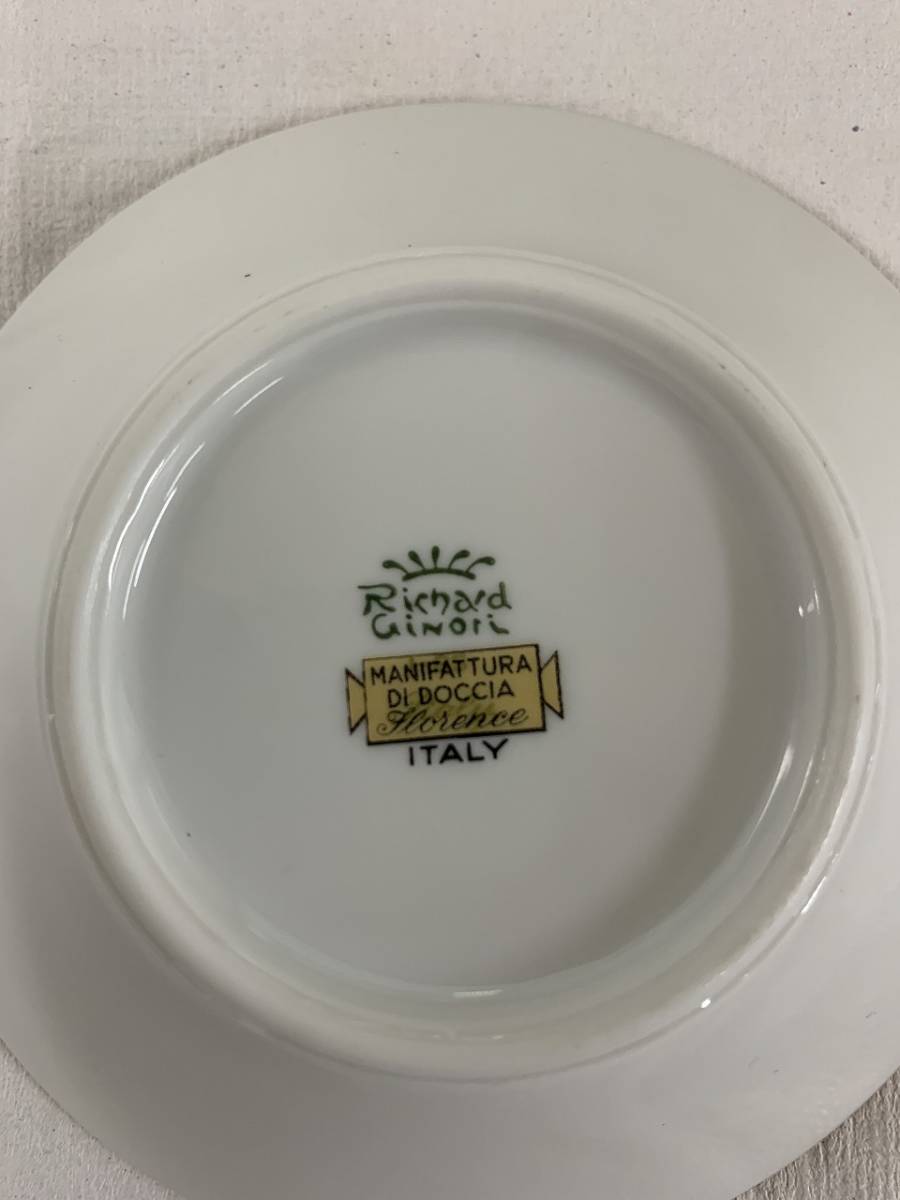 Richard
Ginori
MANIFATTURA
DI DOCCIA
Florence
ITALY